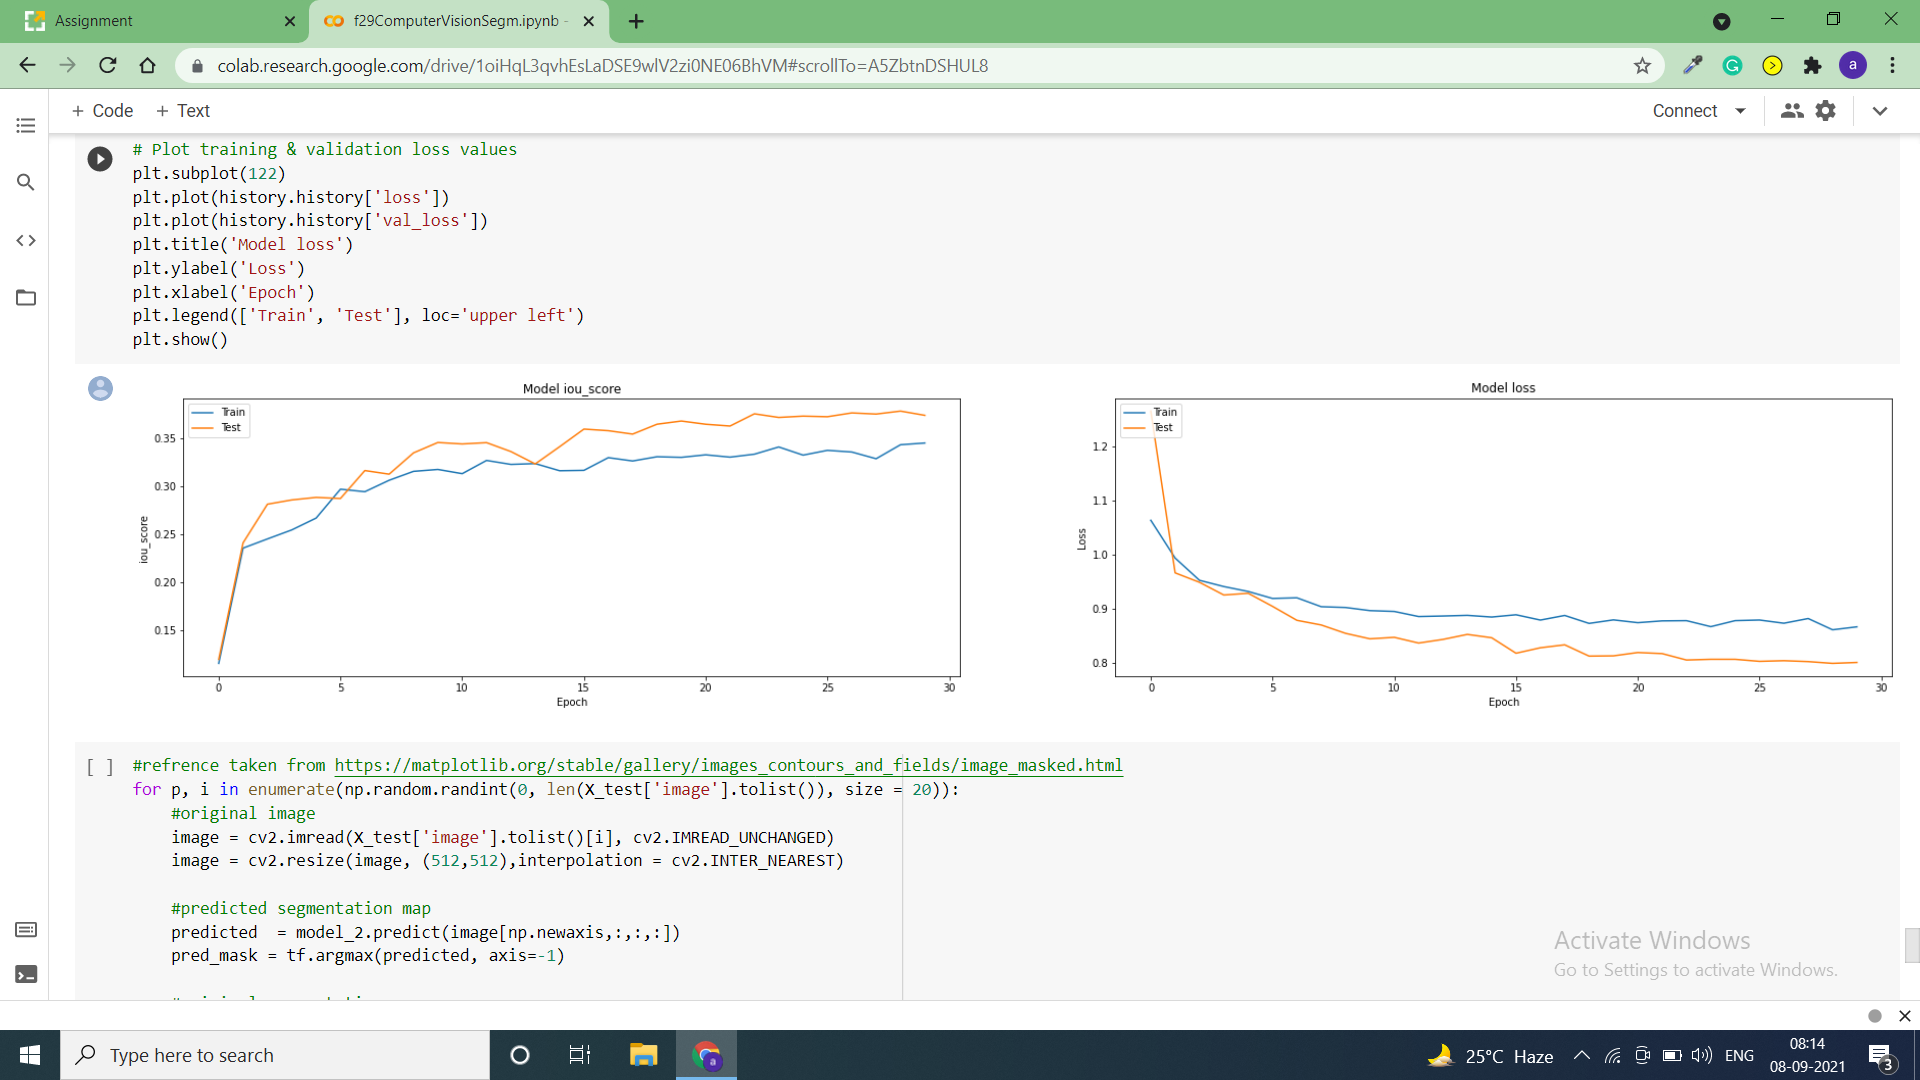 Assignment
f29ComputerVisionSegm.ipynb -
colab.research.google.com/drive/1oiHqL3qvhEsLaDSE9wlV2zi0NE06BhVM#scrollTo=A5ZbtnDSHUL8
a
+ Code + Text
Connect
# Plot training & validation loss values
plt.subplot(122)
plt.plot(history.history['loss'])
plt.plot(history.history['val_loss'])
plt.title('Model loss')
plt.ylabel('Loss')
plt.xlabel('Epoch')
plt.legend(['Train', 'Test'], loc='upper left')
plt.show()
Model iou_score
Train
Test
0.35
0.30
0.25
0.20
0.15
iou_score
0 5 10 15 20 25 30
Epoch
Model loss
Train
Test
1.2
1.1
1.0
0.9
0.8
Loss
0 5 10 15 20 25 30
Epoch
[ ]
#refrence taken from https://matplotlib.org/stable/gallery/images_contours_and_fields/image_masked.html
for p, i in enumerate(np.random.randint(0, len(X_test['image'].tolist()), size = 20)):
#original image
image = cv2.imread(X_test['image'].tolist()[i], cv2.IMREAD_UNCHANGED)
image = cv2.resize(image, (512,512),interpolation = cv2.INTER_NEAREST)
#predicted segmentation map
predicted  = model_2.predict(image[np.newaxis,:,:,:])
pred_mask = tf.argmax(predicted, axis=-1)
Activate Windows
Go to Settings to activate Windows.
Type here to search
a
25°C Haze
ENG
08:14
08-09-2021
3